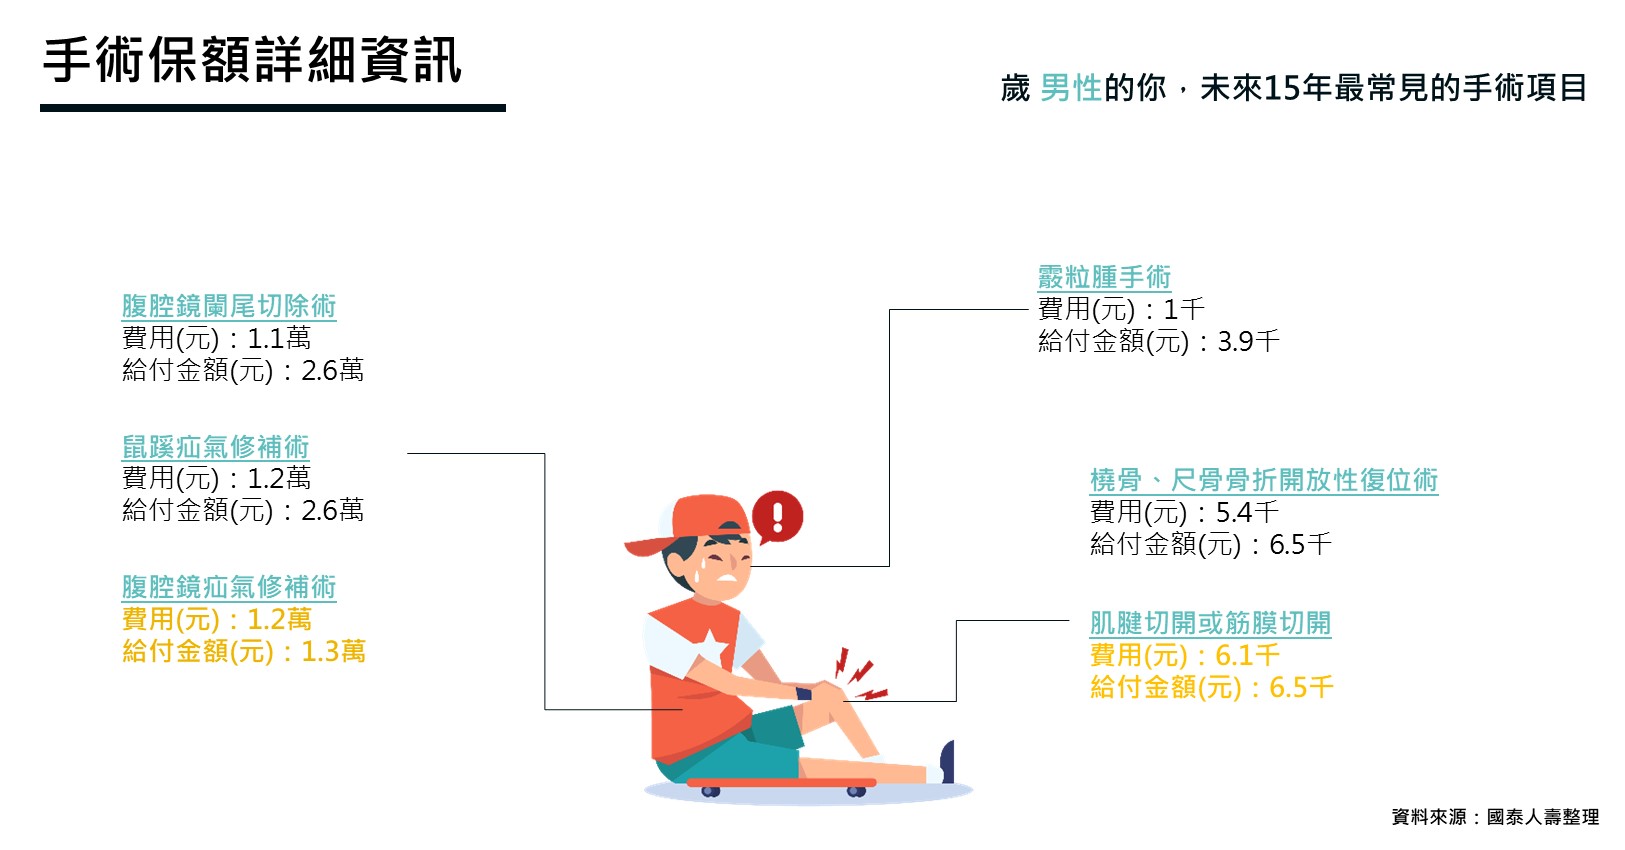 手術保額詳細資訊
歲 男性的你，未來15年最常見的手術項目
腹腔鏡闌尾切除術
費用(元)：1.1萬
給付金額(元)：2.6萬
鼠蹊疝氣修補術
費用(元)：1.2萬
給付金額(元)：2.6萬
腹腔鏡疝氣修補術
費用(元)：1.2萬
給付金額(元)：1.3萬
霰粒腫手術
費用(元)：1千
給付金額(元)：3.9千
橈骨、尺骨骨折開放性復位術
費用(元)：5.4千
給付金額(元)：6.5千
肌腱切開或筋膜切開
費用(元)：6.1千
給付金額(元)：6.5千
資料來源：國泰人壽整理